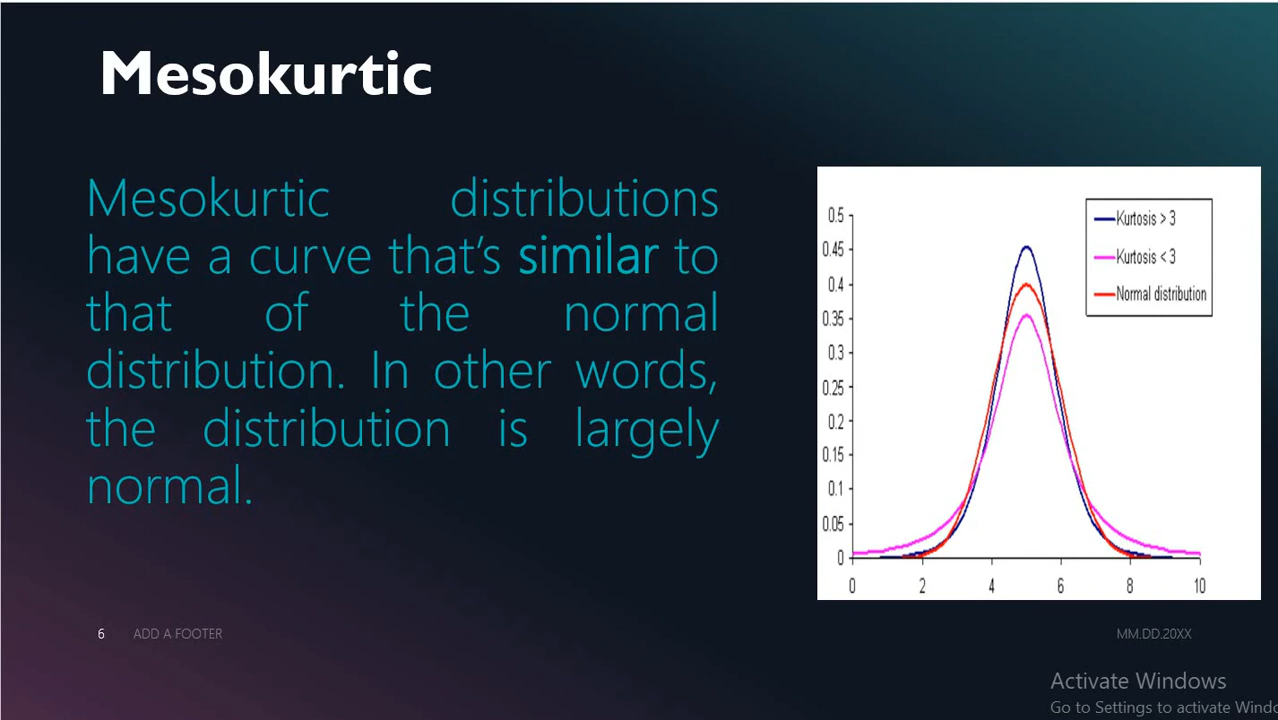 Mesokurtic
Mesokurtic distributions
have a curve that's similar to
that of the normal
distribution. In other words,
the distribution is largely
normal.
0.5
0.45
0.4
0.35
0.3
0.25
0.2
0.15
0.1
0.05
0
0 2 4 6 8 10
Kurtosis > 3
Kurtosis < 3
Normal distribution
6 ADD A FOOTER MM.DD.20XX
Activate Windows
Go to Settings to activate Windo